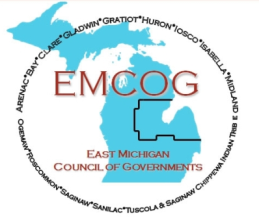 ARENAC*BAY*CLARE*GLADWIN*GRATIOT*HURON*IOSCO*ISABELLA*MIDLAND
EMCOG
EAST MICHIGAN
COUNCIL OF GOVERNMENTS
OGEMAW*ROSCOMMON*SAGINAW*SANILAC*TUSCOLA & SAGINAW CHIPPEWA INDIAN TRIB E